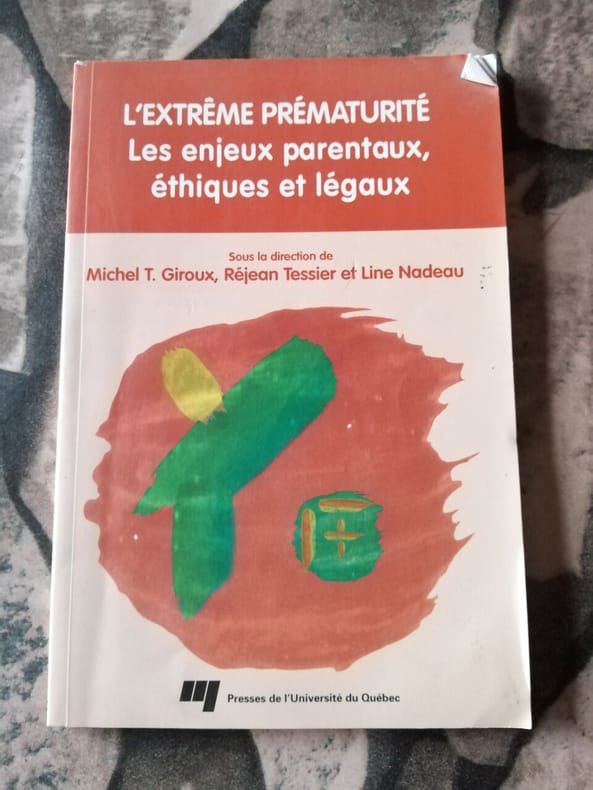 L'EXTRÊME PRÉMATURITÉ
Les enjeux parentaux,
éthiques et légaux
Sous la direction de
Michel T. Giroux, Réjean Tessier et Line Nadeau
Presses de l'Université du Québec